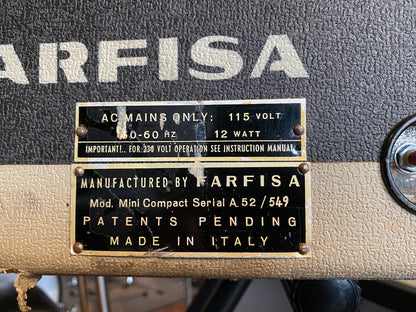 ARFISA
AC MAINS ONLY: 115 VOLT
50-60 HZ 12 WATT
IMPORTANT!.. FOR 230 VOLT OPERATION SEE INSTRUCTION MANUAL
MANUFACTURED BY FARFISA
Mod. Mini Compact Serial A. 52/549
PATENTS PENDING
MADE IN ITALY